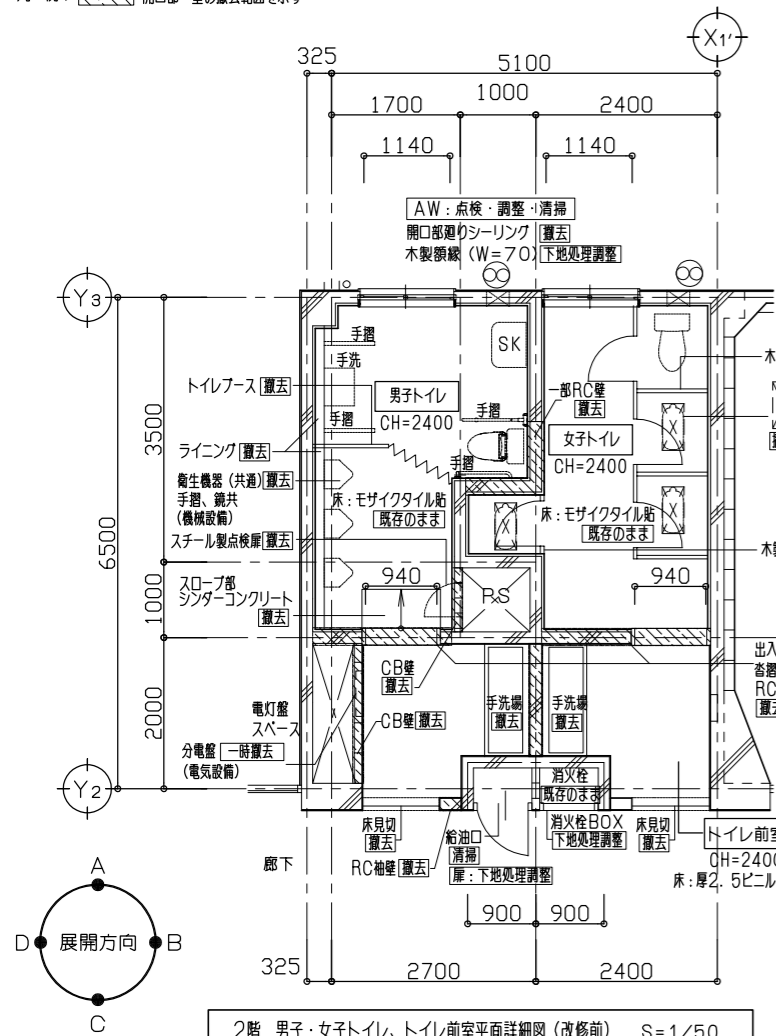 325
5100
X1'
1700
1000
2400
1140
1140
AW:点検・調整・清掃
開口部廻りシーリング 撤去
木製額縁(W=70) 下地処理調整
Y3
手摺
手洗
SK
トイレブース 撤去
男子トイレ
CH=2400
手摺
手摺
一部RC壁
撤去
女子トイレ
CH=2400
ライニング 撤去
手摺
衛生機器(共通) 撤去
手摺、鏡共
(機械設備)
床:モザイクタイル貼
既存のまま
床:モザイクタイル貼
既存のまま
スチール製点検扉 撤去
3500
6500
1000
2000
940
940
スロープ部
シンダーコンクリート
撤去
PS
CB壁
撤去
手洗場
撤去
手洗場
撤去
電灯盤
スペース
CB壁 撤去
分電盤 一時撤去
(電気設備)
Y2
消火栓
既存のまま
床見切
撤去
給油口
清掃
消火栓BOX
下地処理調整
床見切
撤去
トイレ前室
CH=2400
床:厚2.5ビニル
廊下
RC袖壁 撤去
扉:下地処理調整
A
D 展開方向 B
C
900
900
325
2700
2400
2階 男子・女子トイレ、トイレ前室平面詳細図(改修前) S=1/50